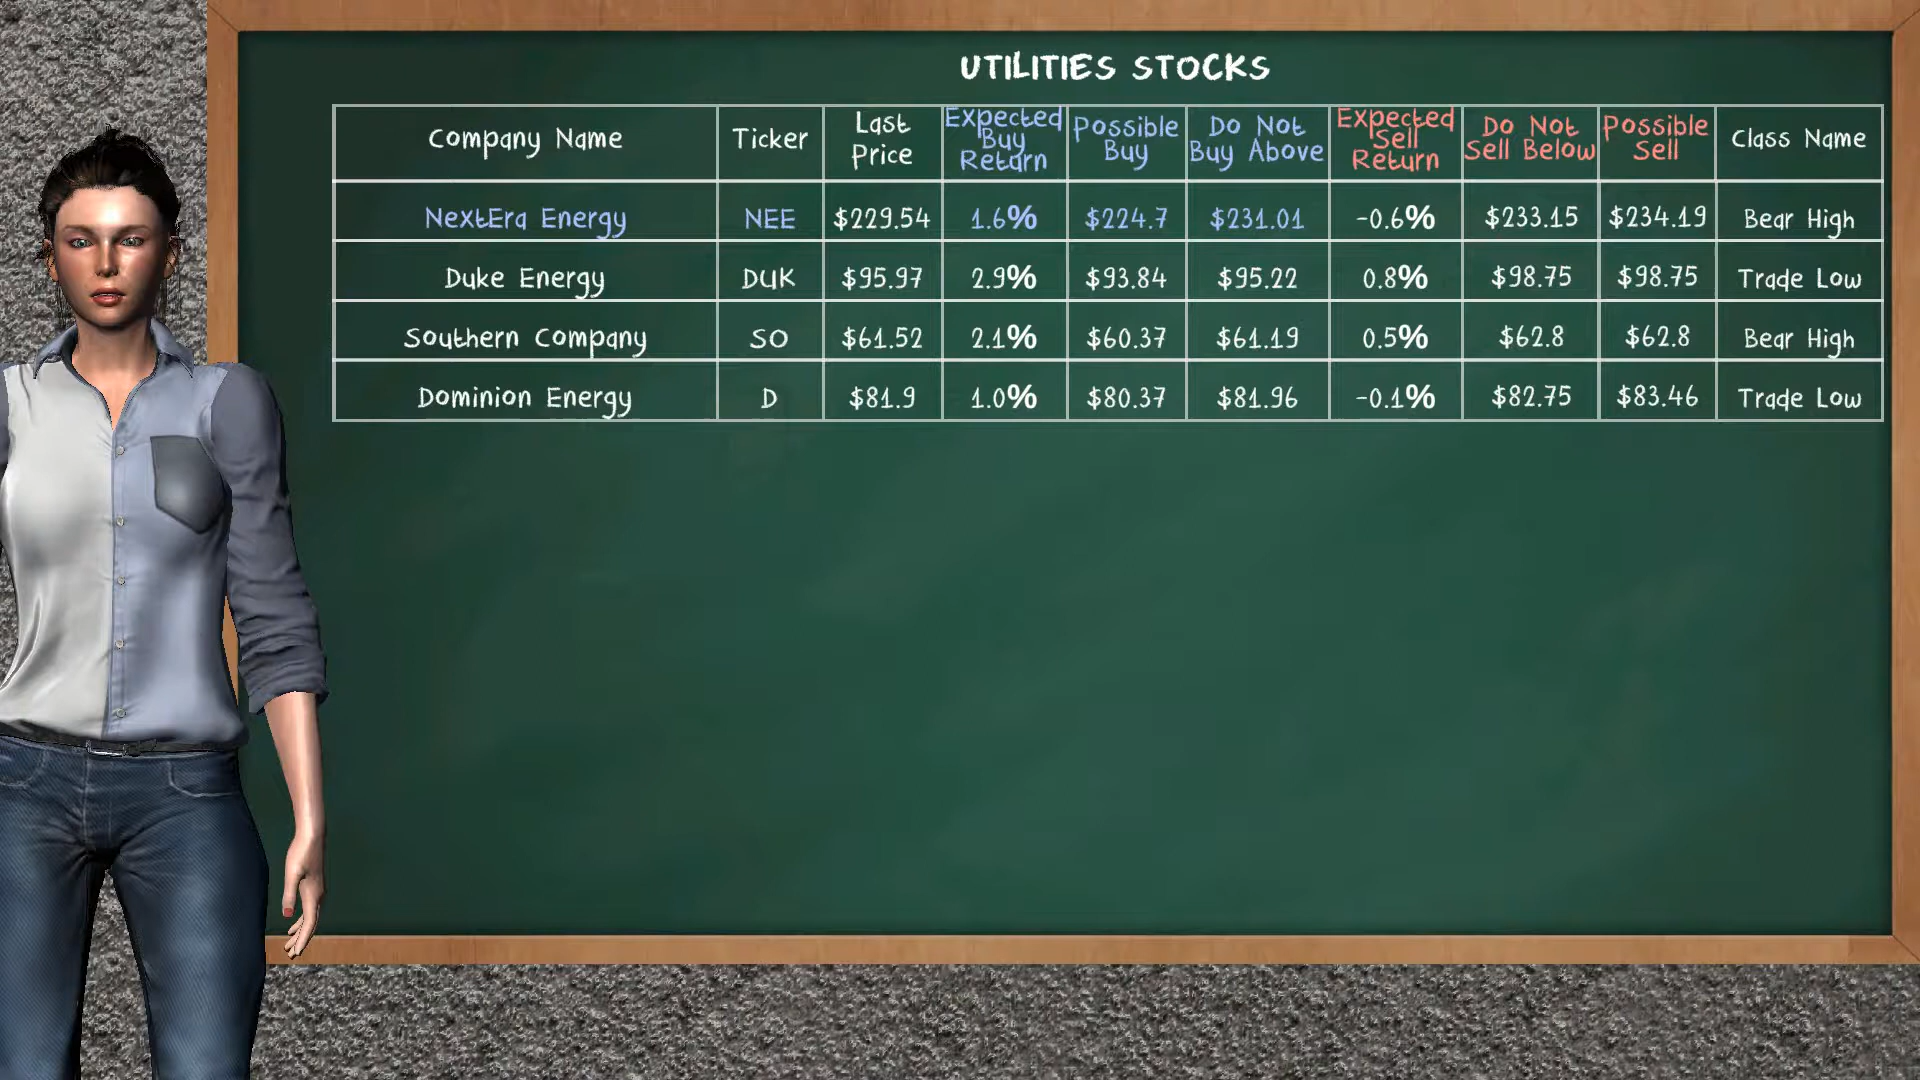 UTILITIES STOCKS
Company Name Ticker Last Price Expected Buy Return Possible Buy Do Not Buy Above Expected Sell Return Do Not Sell Below Possible Sell Class Name
NextEra Energy NEE $229.54 1.6% $224.7 $231.01 -0.6% $233.15 $234.19 Bear High
Duke Energy DUK $95.97 2.9% $93.84 $95.22 0.8% $98.75 $98.75 Trade Low
Southern Company SO $61.52 2.1% $60.37 $61.19 0.5% $62.8 $62.8 Bear High
Dominion Energy D $81.9 1.0% $80.37 $81.96 -0.1% $82.75 $83.46 Trade Low